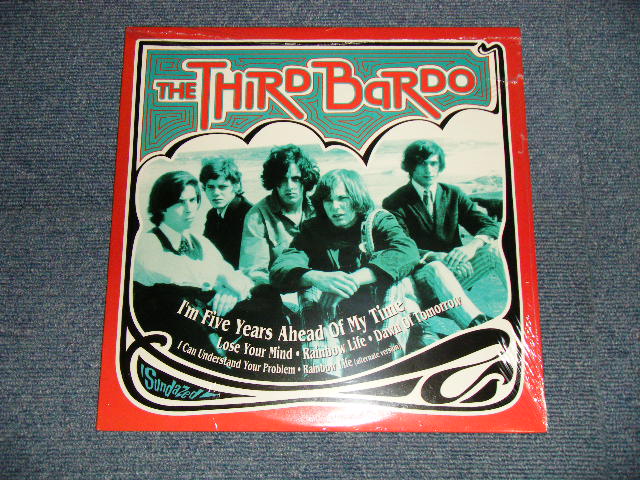 THE THIRD BARDO
I'm Five Years Ahead Of My Time
Lose Your Mind • Rainbow Life • Dawn Of Tomorrow
I Can Understand Your Problem • Rainbow Life (alternate version)
Sundazed